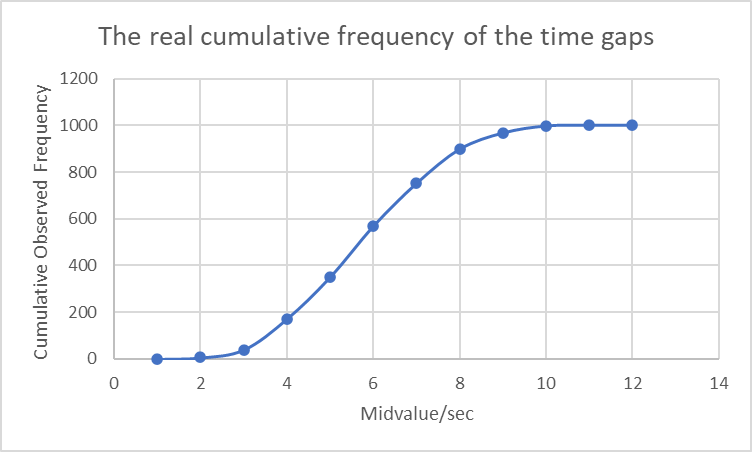 The real cumulative frequency of the time gaps
Cumulative Observed Frequency
1200
1000
800
600
400
200
0
0 2 4 6 8 10 12 14
Midvalue/sec